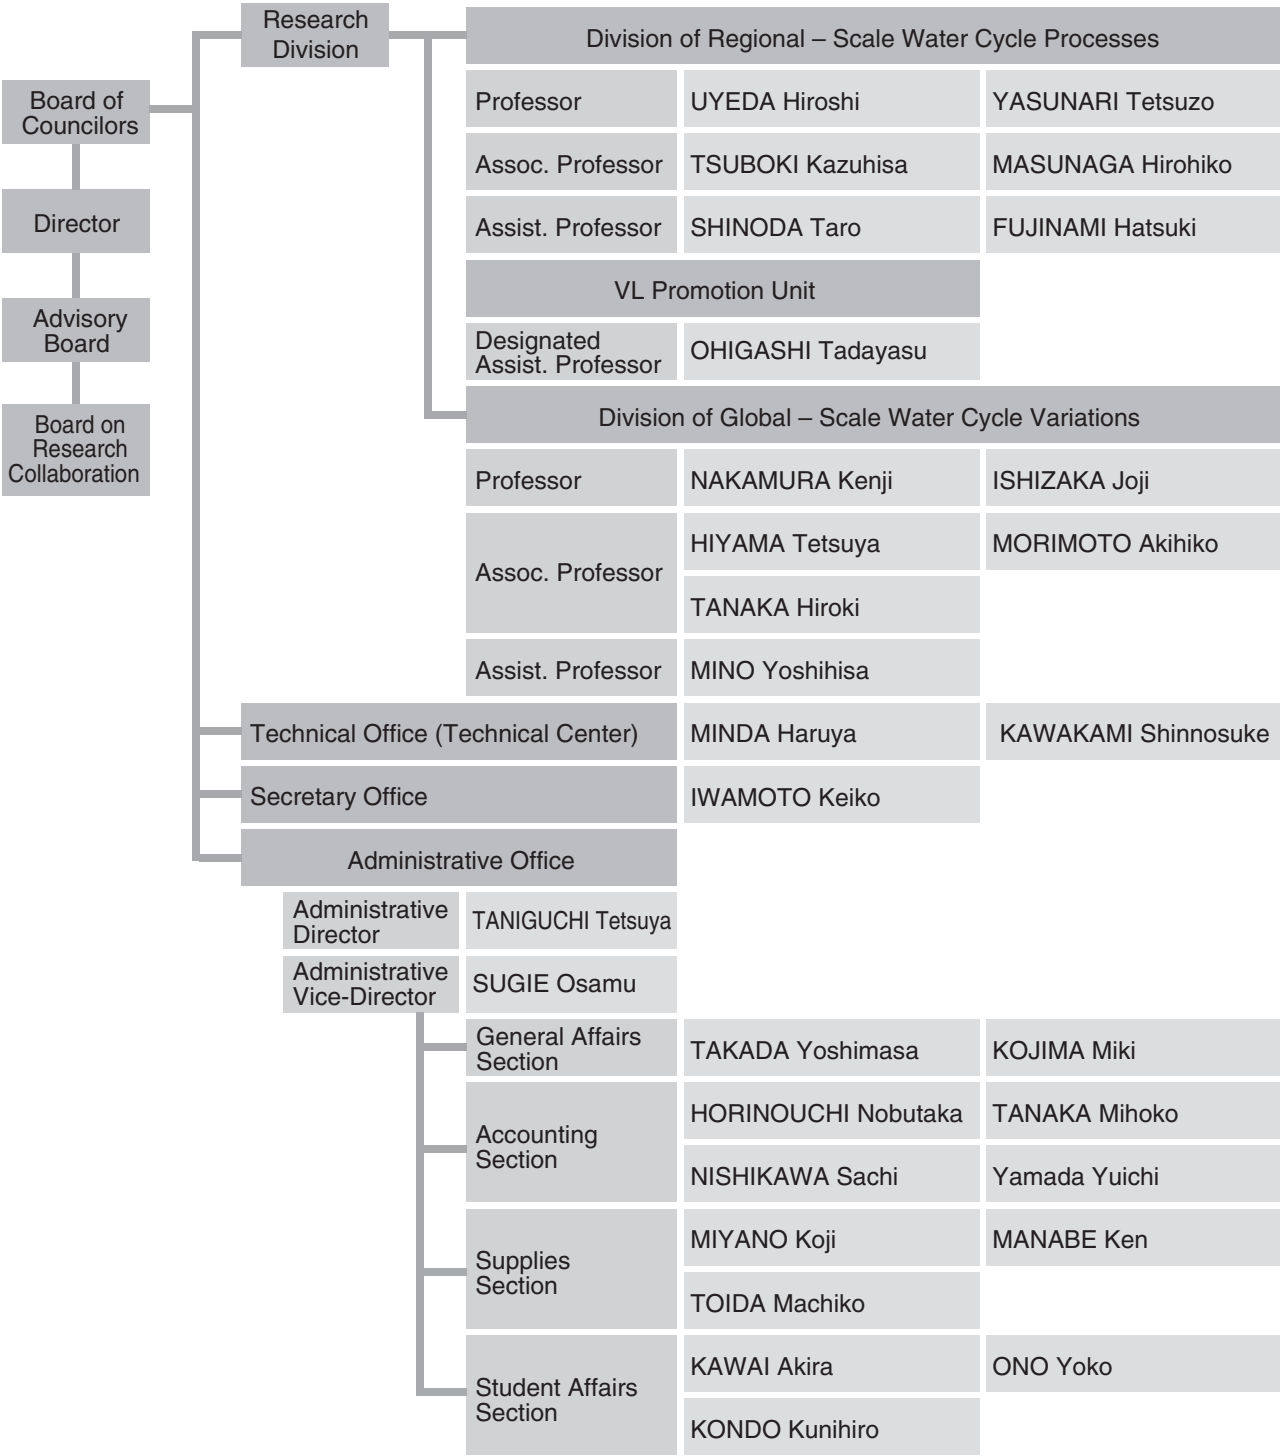 Board of
Councilors
Director
Advisory
Board
Board on
Research
Collaboration
Research
Division
Division of Regional – Scale Water Cycle Processes
Professor UYEDA Hiroshi YASUNARI Tetsuzo
Assoc. Professor TSUBOKI Kazuhisa MASUNAGA Hirohiko
Assist. Professor SHINODA Taro FUJINAMI Hatsuki
VL Promotion Unit
Designated
Assist. Professor OHIGASHI Tadayasu
Division of Global – Scale Water Cycle Variations
Professor NAKAMURA Kenji ISHIZAKA Joji
Assoc. Professor HIYAMA Tetsuya MORIMOTO Akihiko
TANAKA Hiroki
Assist. Professor MINO Yoshihisa
Technical Office (Technical Center) MINDA Haruya KAWAKAMI Shinnosuke
Secretary Office IWAMOTO Keiko
Administrative Office
Administrative
Director TANIGUCHI Tetsuya
Administrative
Vice-Director SUGIE Osamu
General Affairs
Section TAKADA Yoshimasa KOJIMA Miki
Accounting
Section HORINOUCHI Nobutaka TANAKA Mihoko
NISHIKAWA Sachi Yamada Yuichi
Supplies
Section MIYANO Koji MANABE Ken
TOIDA Machiko
Student Affairs
Section KAWAI Akira ONO Yoko
KONDO Kunihiro